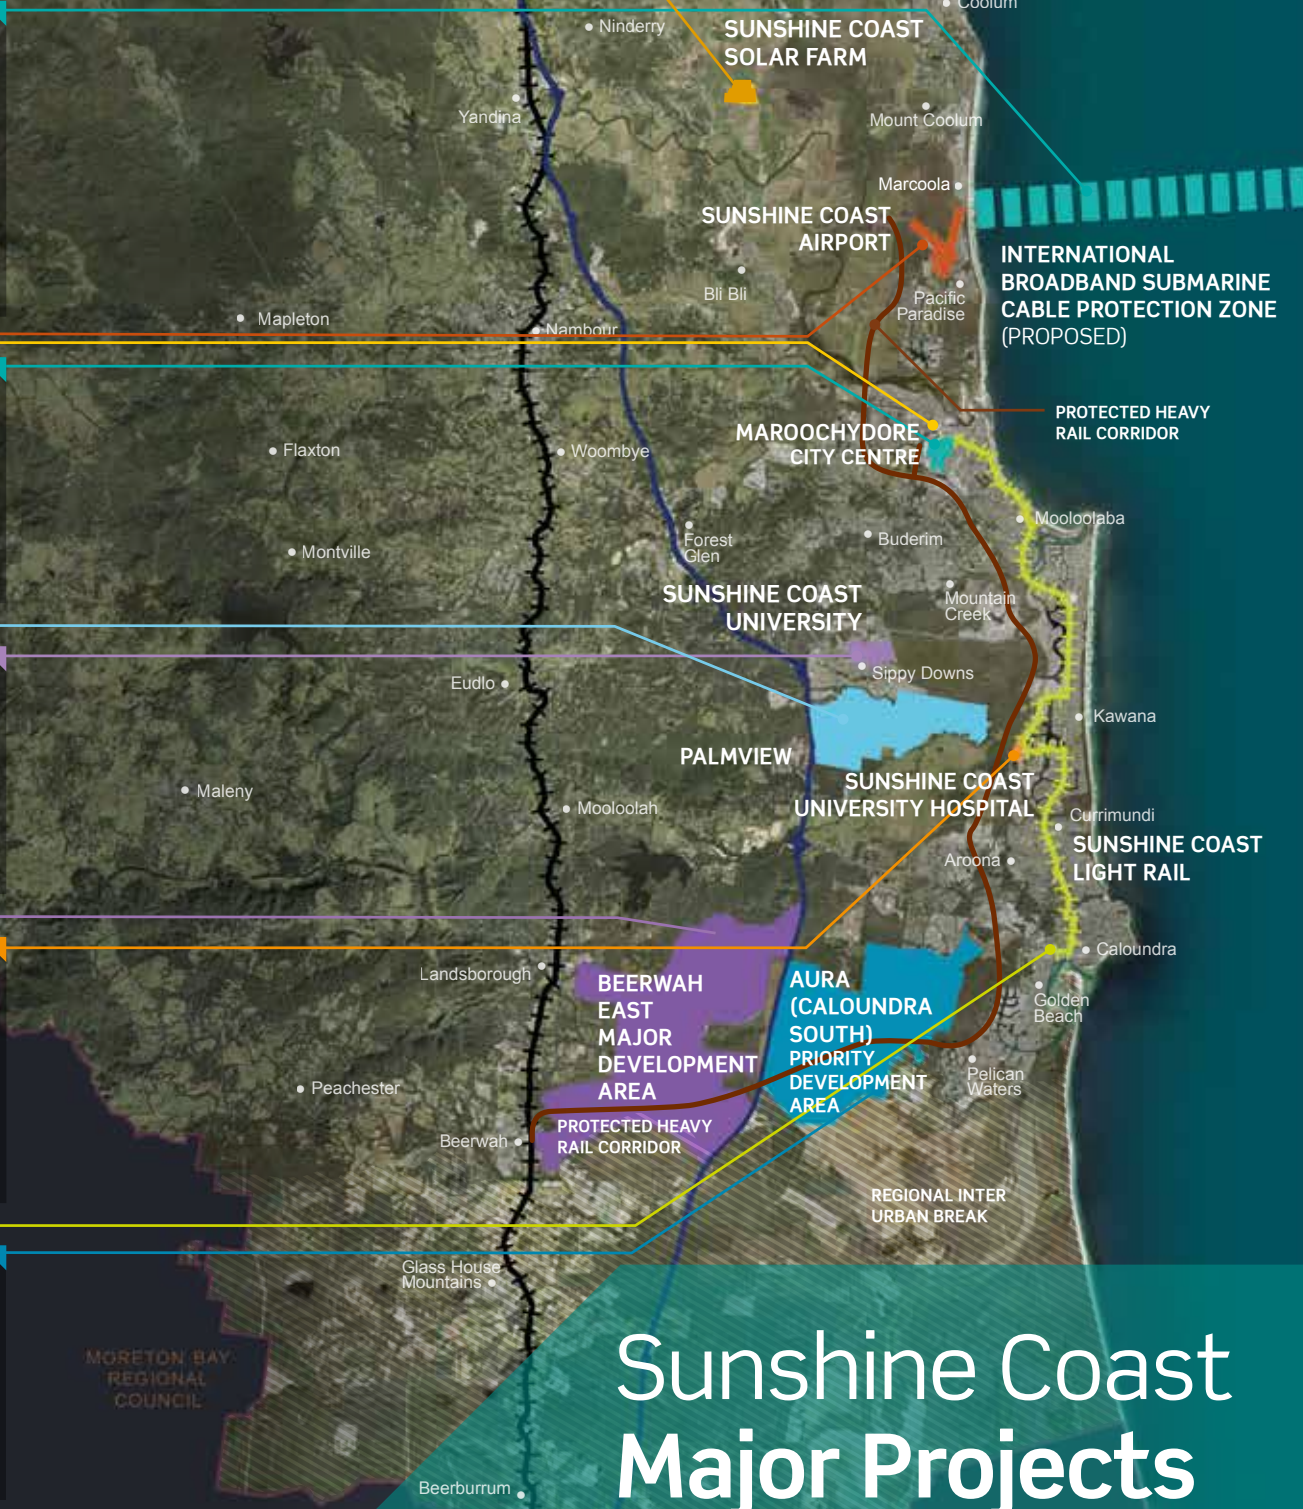 Coolum
Ninderry
SUNSHINE COAST
SOLAR FARM
Yandina
Mount Coolum
Marcoola
SUNSHINE COAST
AIRPORT
INTERNATIONAL
BROADBAND SUBMARINE
CABLE PROTECTION ZONE
(PROPOSED)
Bli Bli
Pacific
Paradise
Mapleton
Nambour
PROTECTED HEAVY
RAIL CORRIDOR
MAROOCHYDORE
CITY CENTRE
Flaxton
Woombye
Mooloolaba
Forest
Glen
Buderim
Montville
SUNSHINE COAST
UNIVERSITY
Mountain
Creek
Sippy Downs
Eudlo
Kawana
PALMVIEW
SUNSHINE COAST
UNIVERSITY HOSPITAL
Maleny
Mooloolah
Currimundi
SUNSHINE COAST
LIGHT RAIL
Aroona
Caloundra
Landsborough
BEERWAH
EAST
MAJOR
DEVELOPMENT
AREA
AURA
(CALOUNDRA
SOUTH)
PRIORITY
DEVELOPMENT
AREA
Golden
Beach
Pelican
Waters
Peachester
PROTECTED HEAVY
RAIL CORRIDOR
Beerwah
REGIONAL INTER
URBAN BREAK
Glass House
Mountains
MORETON BAY
REGIONAL
COUNCIL
Sunshine Coast
Major Projects
Beerburrum